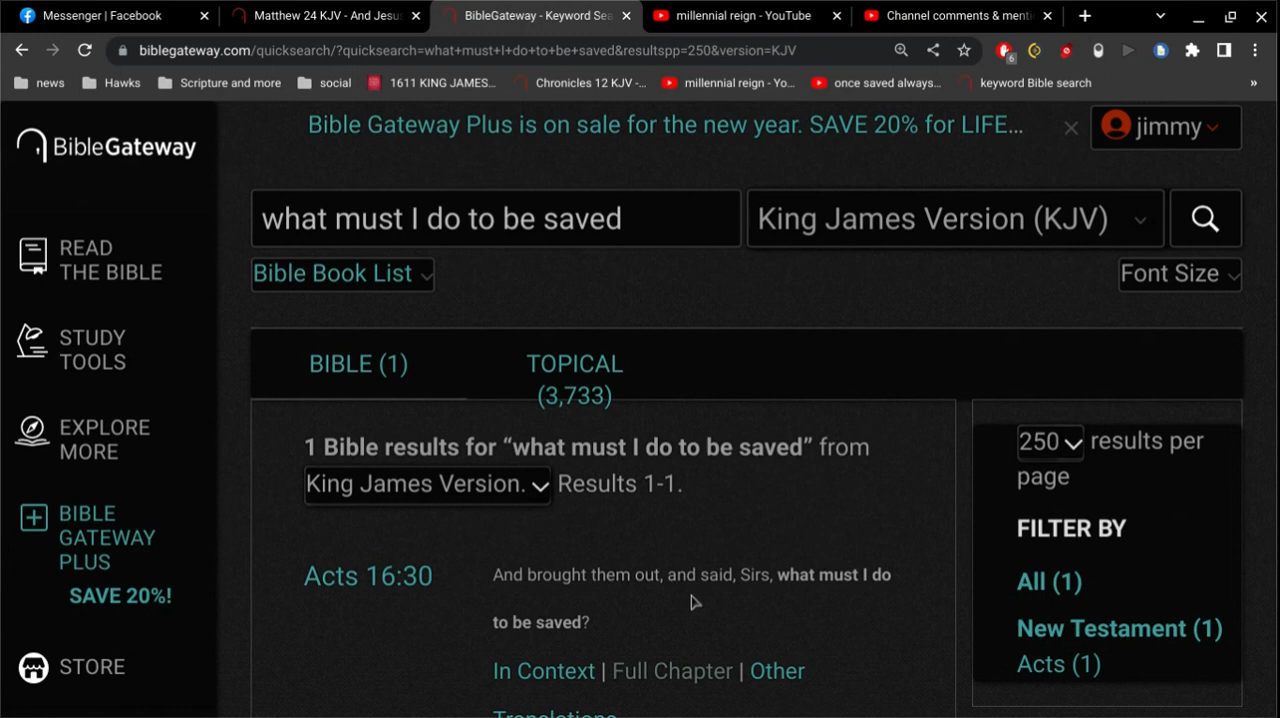 Messenger | Facebook
Matthew 24 KJV - And Jesus
BibleGateway - Keyword Sea
millennial reign - YouTube
Channel comments & menti
biblegateway.com/quicksearch/?quicksearch=what+must+I+do+to+be+saved&resultspp=250&version=KJV
6
news
Hawks
Scripture and more
social
1611 KING JAMES...
Chronicles 12 KJV -...
millennial reign - Yo...
once saved always...
keyword Bible search
»
BibleGateway
Bible Gateway Plus is on sale for the new year. SAVE 20% for LIFE...
jimmy
what must I do to be saved
King James Version (KJV)
Bible Book List
Font Size
READ
THE BIBLE
STUDY
TOOLS
EXPLORE
MORE
BIBLE
GATEWAY
PLUS
SAVE 20%!
STORE
BIBLE (1)
TOPICAL
(3,733)
1 Bible results for “what must I do to be saved” from
King James Version. Results 1-1.
Acts 16:30
And brought them out, and said, Sirs, what must I do
to be saved?
In Context | Full Chapter | Other
Translations
250 results per
page
FILTER BY
All (1)
New Testament (1)
Acts (1)